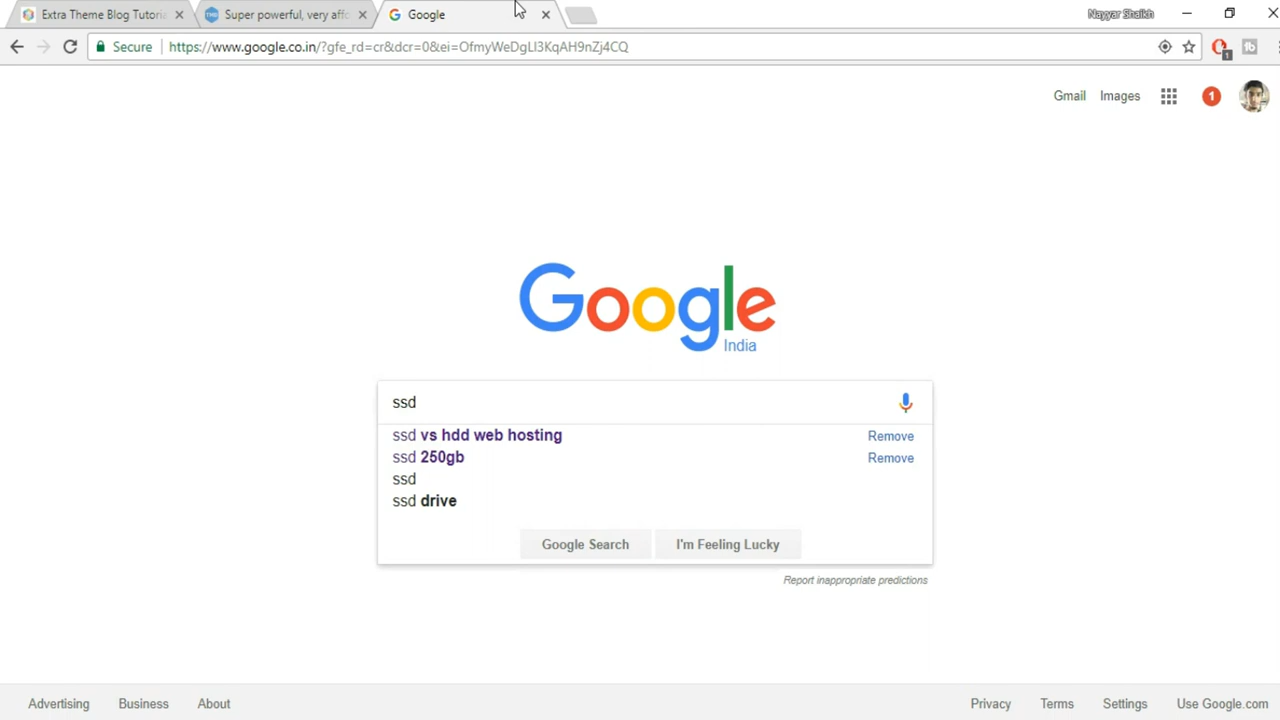 Extra Theme Blog Tutoria
Super powerful, very affo
Google
Nayyar Shaikh
Secure
https://www.google.co.in/?gfe_rd=cr&dcr=0&ei=OfmyWeDgLI3KqAH9nZj4CQ
1
Gmail
Images
1
Google
India
ssd
ssd vs hdd web hosting Remove
ssd 250gb Remove
ssd
ssd drive
Google Search
I'm Feeling Lucky
Report inappropriate predictions
Advertising
Business
About
Privacy
Terms
Settings
Use Google.com